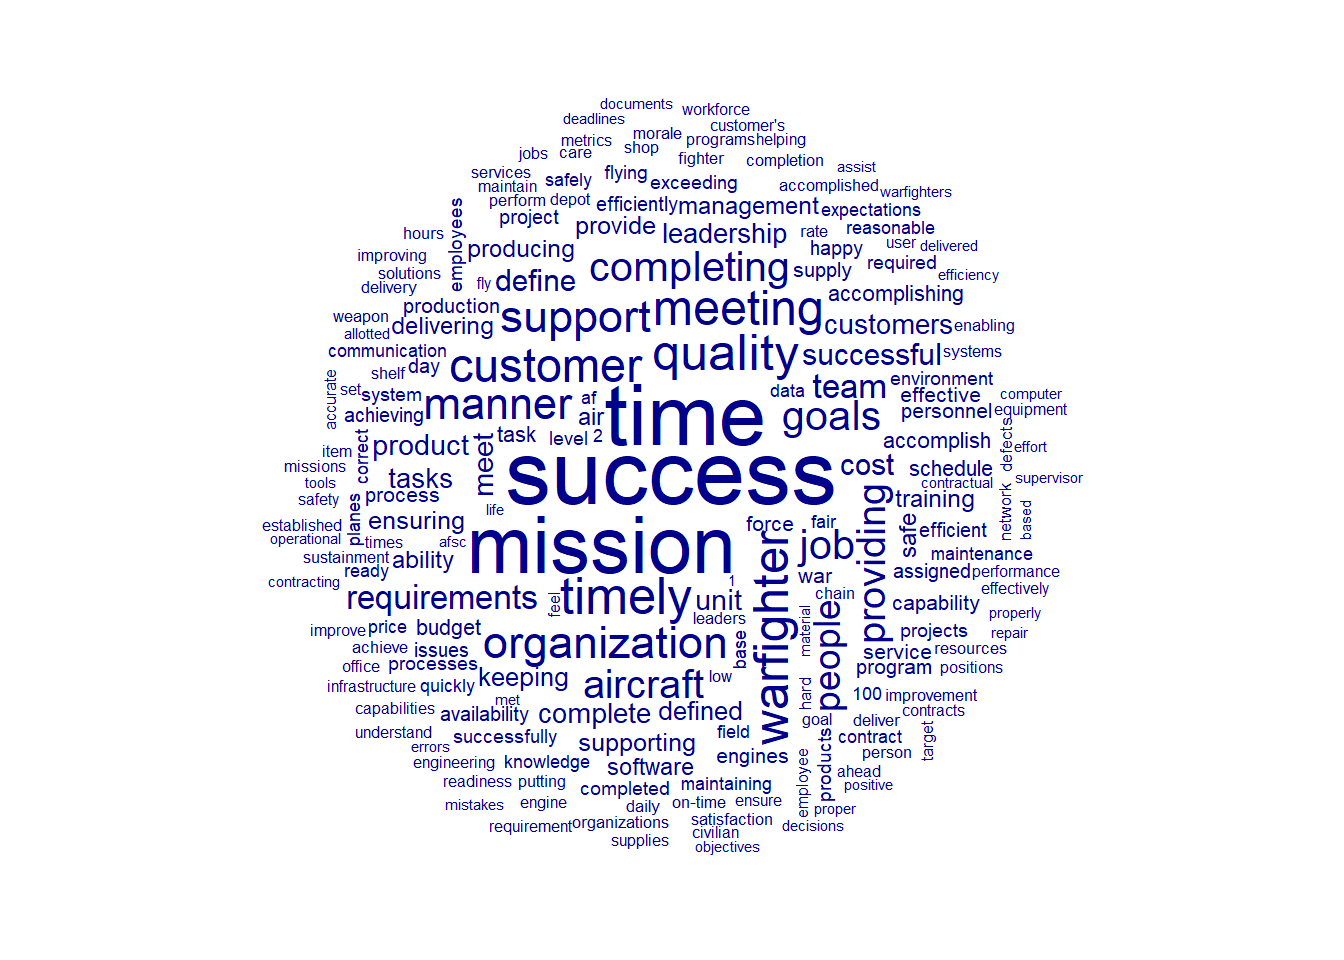 documents
workforce
deadlines
customer's
metrics
morale
programs
helping
jobs
care
shop
fighter
completion
assist
services
safely
flying
exceeding
accomplished
warfighters
maintain
perform
depot
efficiently
management
expectations
employees
project
provide
leadership
rate
reasonable
hours
producing
happy
user
delivered
improving
completing
supply
required
efficiency
solutions
fly
define
delivery
production
support
meeting
accomplishing
weapon
delivering
customers
enabling
allotted
communication
customer
quality
successful
systems
shelf
day
data
team
environment
accurate
set
system
manner
af
time
effective
computer
achieving
air
goals
personnel
equipment
product
task
level
2
accomplish
defects
effort
item
correct
meet
success
cost
schedule
missions
tasks
contractual
supervisor
tools
safety
process
training
planes
life
providing
network
based
established
ensuring
mission
force
fair
safe
efficient
operational
times
afsc
warfighter
job
sustainment
ability
maintenance
ready
war
assigned
performance
contracting
1
chain
effectively
requirements
feel
timely
unit
people
material
capability
properly
leaders
improve
price
budget
organization
base
projects
repair
achieve
issues
service
resources
office
processes
keeping
aircraft
low
program
positions
infrastructure
quickly
met
hard
100
improvement
capabilities
availability
complete
defined
goal
deliver
contracts
understand
successfully
supporting
field
products
contract
target
errors
engineering
knowledge
software
engines
person
readiness
putting
completed
maintaining
employee
ahead
positive
mistakes
engine
daily
on-time
ensure
proper
requirement
organizations
satisfaction
decisions
civilian
supplies
objectives